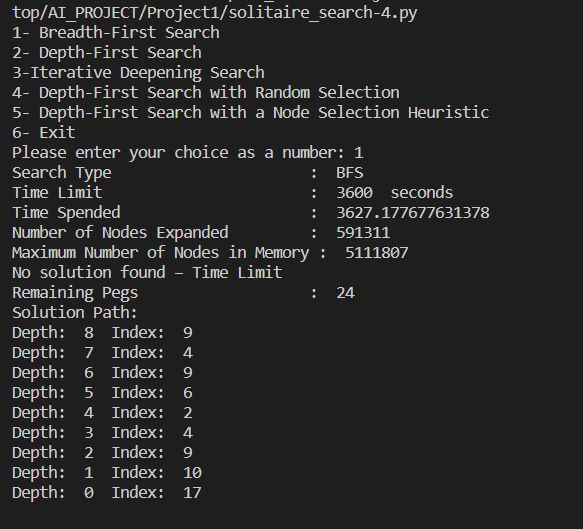 top/AI_PROJECT/Project1/solitaire_search-4.py
1- Breadth-First Search
2- Depth-First Search
3-Iterative Deepening Search
4- Depth-First Search with Random Selection
5- Depth-First Search with a Node Selection Heuristic
6- Exit
Please enter your choice as a number: 1
Search Type : BFS
Time Limit : 3600 seconds
Time Spended : 3627.177677631378
Number of Nodes Expanded : 591311
Maximum Number of Nodes in Memory : 5111807
No solution found – Time Limit
Remaining Pegs : 24
Solution Path:
Depth: 8 Index: 9
Depth: 7 Index: 4
Depth: 6 Index: 9
Depth: 5 Index: 6
Depth: 4 Index: 2
Depth: 3 Index: 4
Depth: 2 Index: 9
Depth: 1 Index: 10
Depth: 0 Index: 17